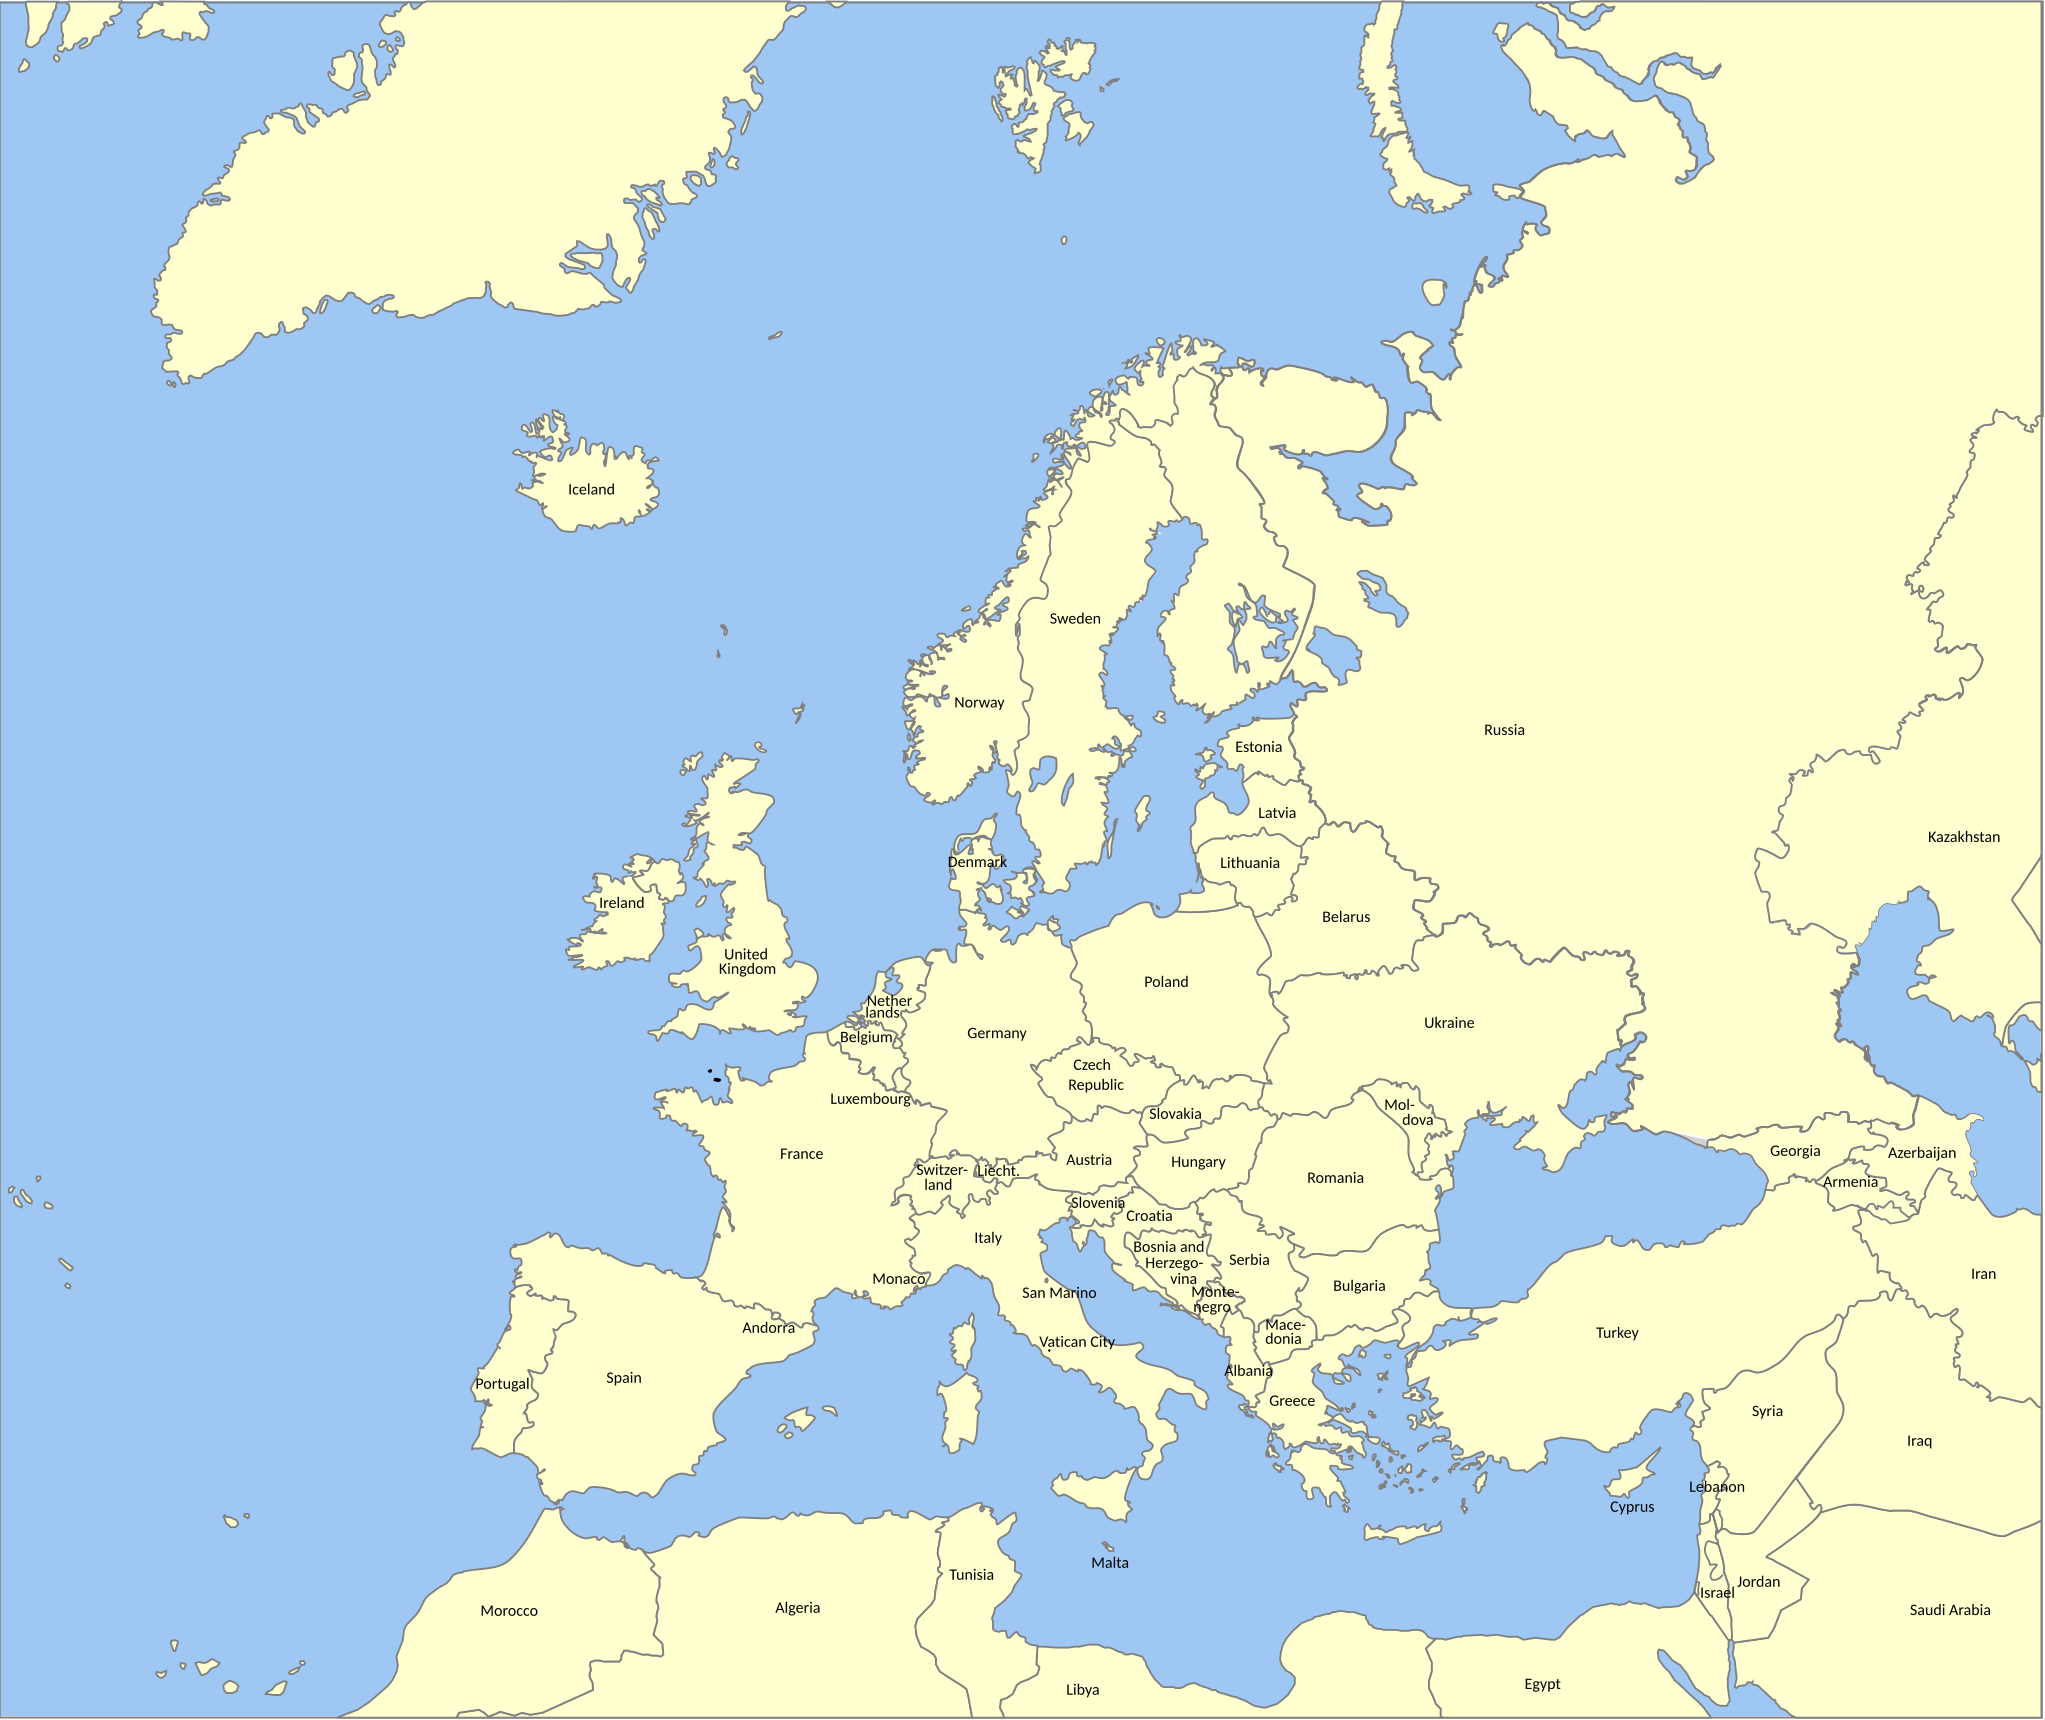 Iceland
Sweden
Norway
Russia
Estonia
Latvia
Kazakhstan
Denmark
Lithuania
Ireland
Belarus
United
Kingdom
Poland
Nether
lands
Ukraine
Germany
Belgium
Czech
Republic
Luxembourg
Slovakia
Mol-
dova
France
Georgia
Azerbaijan
Austria
Hungary
Switzer-
land
Liecht.
Romania
Armenia
Slovenia
Croatia
Italy
Bosnia and
Herzego-
vina
Serbia
Iran
Monaco
Bulgaria
San Marino
Monte-
negro
Andorra
Mace-
donia
Turkey
Vatican City
Albania
Spain
Portugal
Greece
Syria
Iraq
Lebanon
Cyprus
Malta
Tunisia
Jordan
Israel
Algeria
Morocco
Saudi Arabia
Egypt
Libya